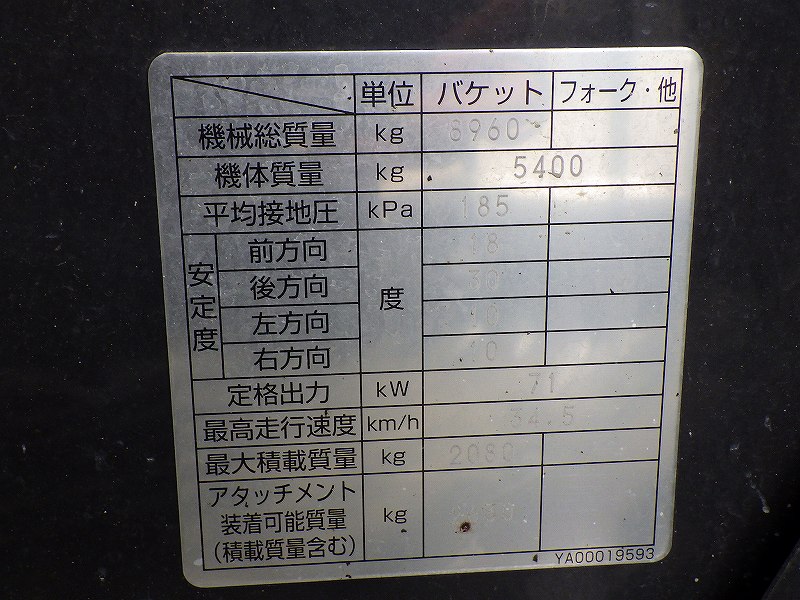 単位 バケット フォーク・他
機械総質量 kg 6960
機体質量 kg 5400
平均接地圧 kPa 185
安定度 前方向 度 18
後方向 30
左方向
右方向
定格出力 kW 71
最高走行速度 km/h 34.5
最大積載質量 kg 2080
アタッチメント
装着可能質量 kg
(積載質量含む)
YA00019593